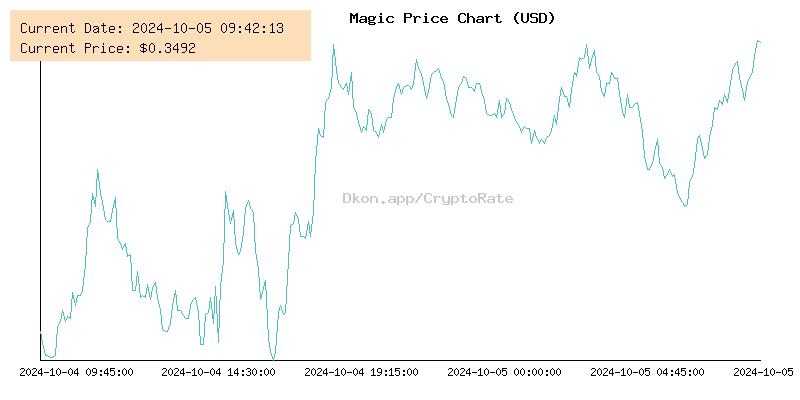 Magic Price Chart (USD)
Current Date: 2024-10-05 09:42:13
Current Price: $0.3492
Dkon.app/CryptoRate
2024-10-04 09:45:00 2024-10-04 14:30:00 2024-10-04 19:15:00 2024-10-05 00:00:00 2024-10-05 04:45:00 2024-10-05